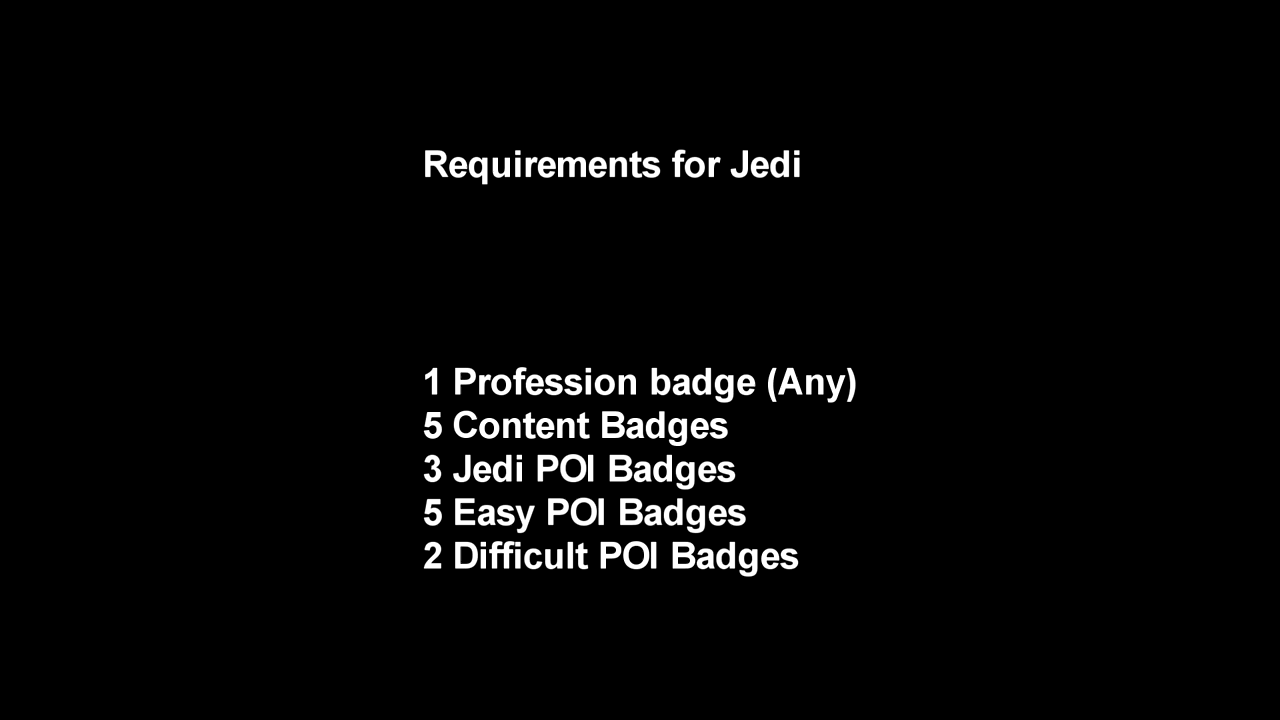 Requirements for Jedi
1 Profession badge (Any)
5 Content Badges
3 Jedi POI Badges
5 Easy POI Badges
2 Difficult POI Badges